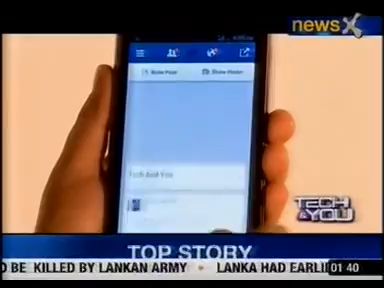 newsX
Tech And You
TECH
&YOU
TOP STORY
D BE KILLED BY LANKAN ARMY • LANKA HAD EARLI
01 40